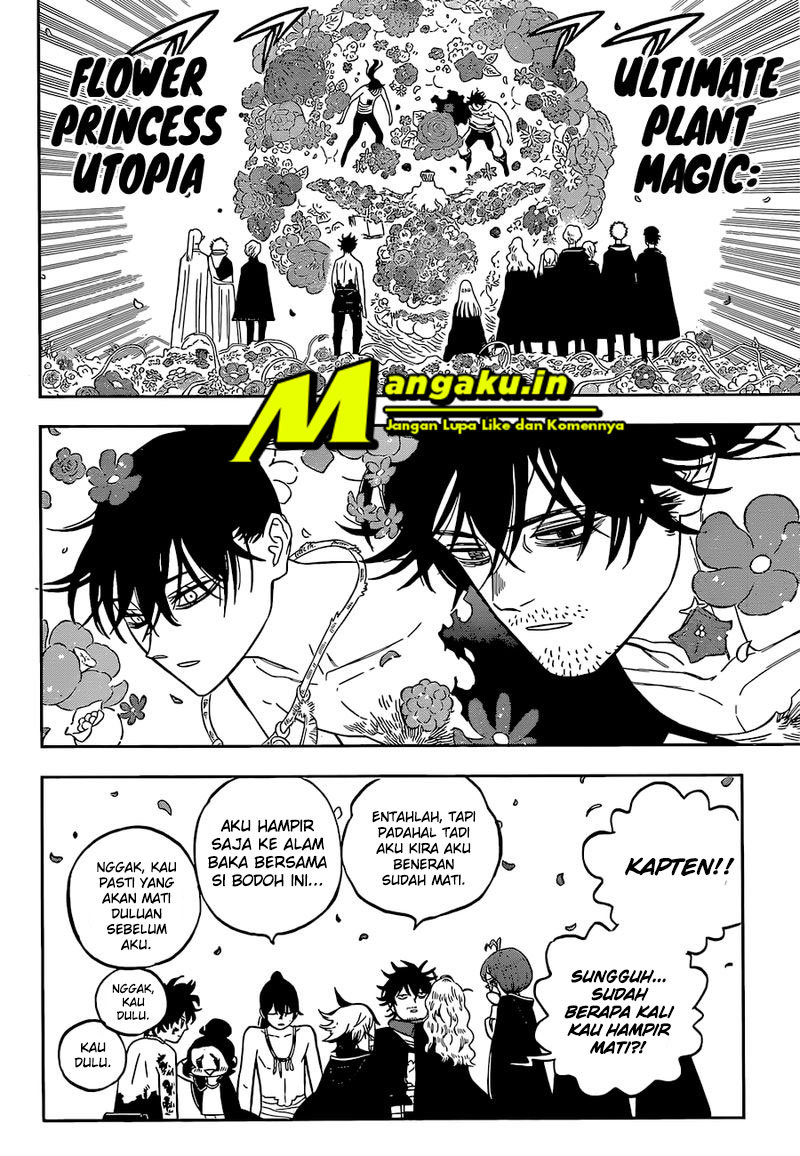 ULTIMATE
PLANT
MAGIC:
FLOWER
PRINCESS
UTOPIA
Mangaku.in
Jangan Lupa Like dan Komennya
KAPTEN!!
SUNGGUH...
SUDAH
BERAPA KALI
KAU HAMPIR
MATI?!
ENTAHLAH, TAPI
PADAHAL TADI
AKU KIRA AKU
BENERAN
SUDAH MATI.
AKU HAMPIR
SAJA KE ALAM
BAKA BERSAMA
SI BODOH INI...
NGGAK, KAU
PASTI YANG
AKAN MATI
DULUAN
SEBELUM
AKU.
NGGAK,
KAU
DULU.
KAU
DULU.